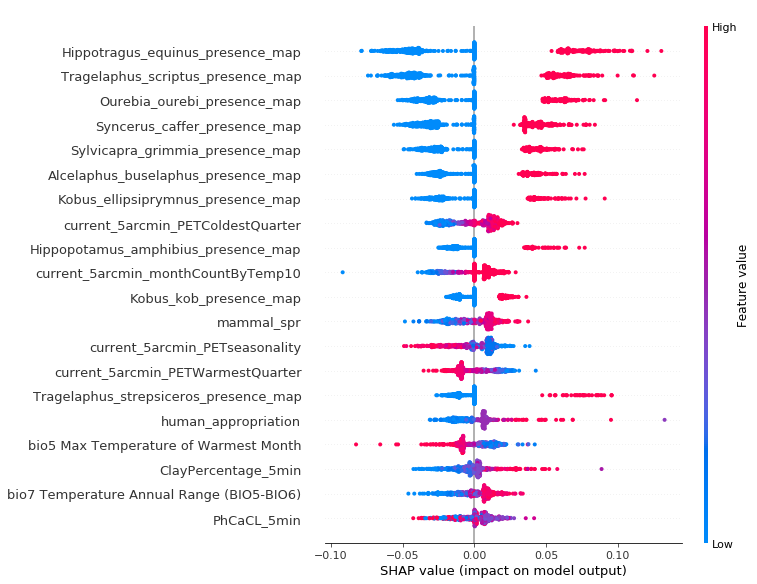 High
Hippotragus_equinus_presence_map
Tragelaphus_scriptus_presence_map
Ourebia_ourebi_presence_map
Syncerus_caffer_presence_map
Sylvicapra_grimmia_presence_map
Alcelaphus_buselaphus_presence_map
Kobus_ellipsiprymnus_presence_map
current_5arcmin_PETColdestQuarter
Hippopotamus_amphibius_presence_map
current_5arcmin_monthCountByTemp10
Kobus_kob_presence_map
mammal_spr
current_5arcmin_PETseasonality
current_5arcmin_PETWarmestQuarter
Tragelaphus_strepsiceros_presence_map
human_appropriation
bio5 Max Temperature of Warmest Month
ClayPercentage_5min
bio7 Temperature Annual Range (BIO5-BIO6)
PhCaCL_5min
Feature value
Low
−0.10 −0.05 0.00 0.05 0.10
SHAP value (impact on model output)